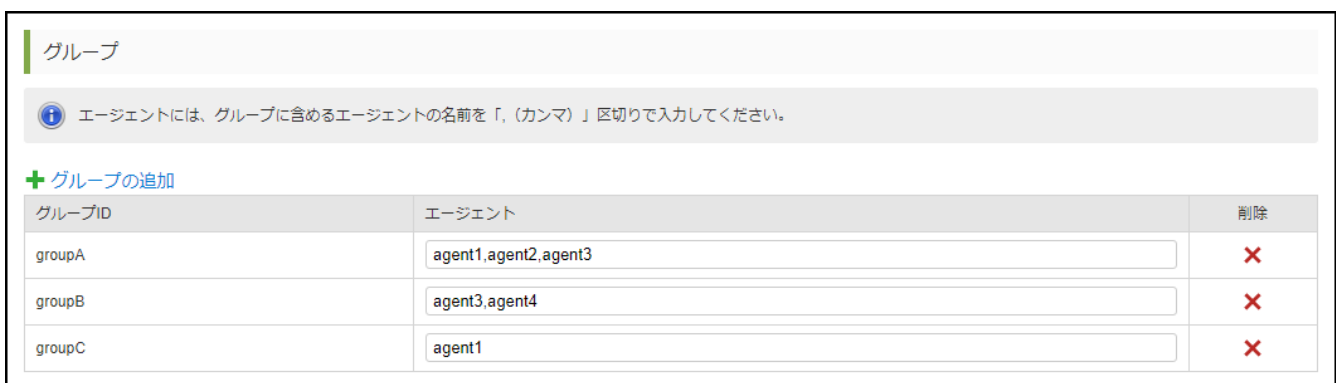 グループ
エージェントには、グループに含めるエージェントの名前を「,（カンマ）」区切りで入力してください。
グループの追加
グループID エージェント 削除
groupA agent1,agent2,agent3
groupB agent3,agent4
groupC agent1